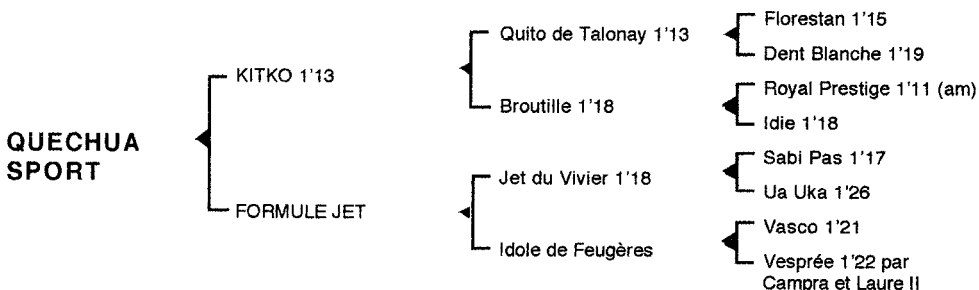 QUECHUA
SPORT
KITKO 1'13
FORMULE JET
Quito de Talonay 1'13
Broutille 1'18
Jet du Vivier 1'18
Idole de Feugères
Florestan 1'15
Dent Blanche 1'19
Royal Prestige 1'11 (am)
Idie 1'18
Sabi Pas 1'17
Ua Uka 1'26
Vasco 1'21
Vesprée 1'22 par
Campra et Laure II